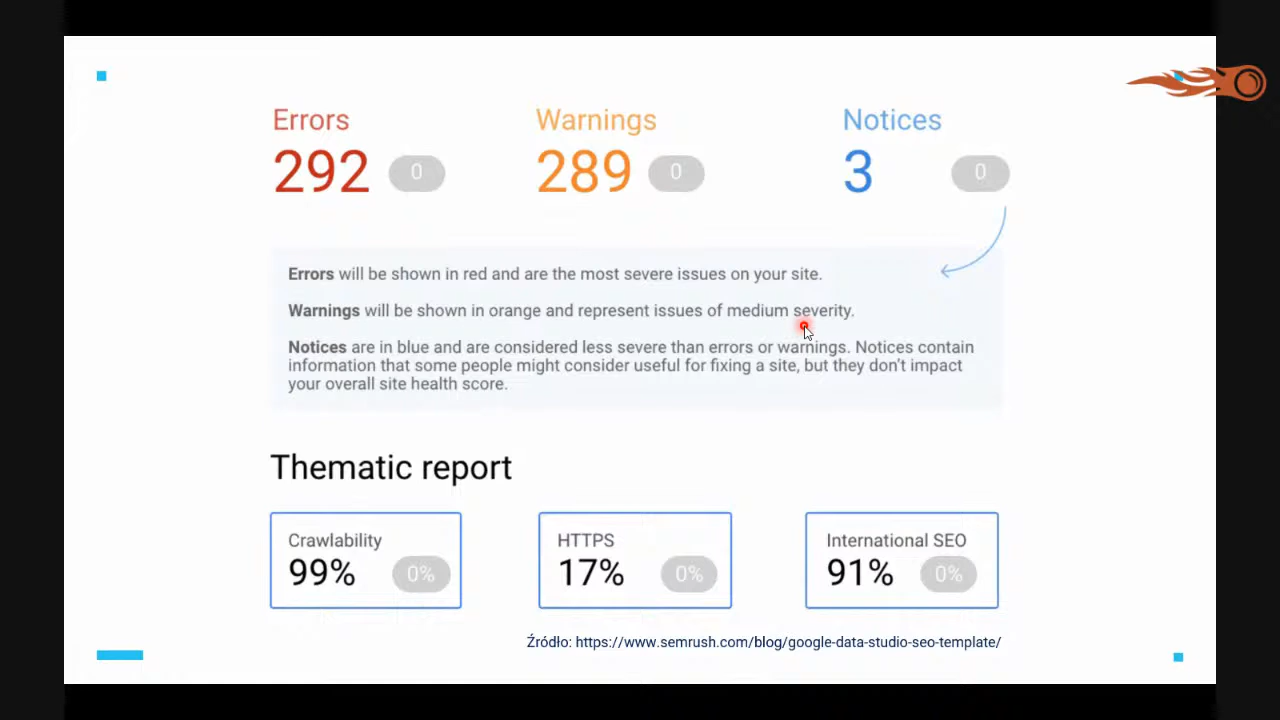 Errors Warnings Notices
292 0 289 0 3 0
Errors will be shown in red and are the most severe issues on your site.
Warnings will be shown in orange and represent issues of medium severity.
Notices are in blue and are considered less severe than errors or warnings. Notices contain
information that some people might consider useful for fixing a site, but they don't impact
your overall site health score.
Thematic report
Crawlability HTTPS International SEO
99% 0% 17% 0% 91% 0%
Źródło: https://www.semrush.com/blog/google-data-studio-seo-template/